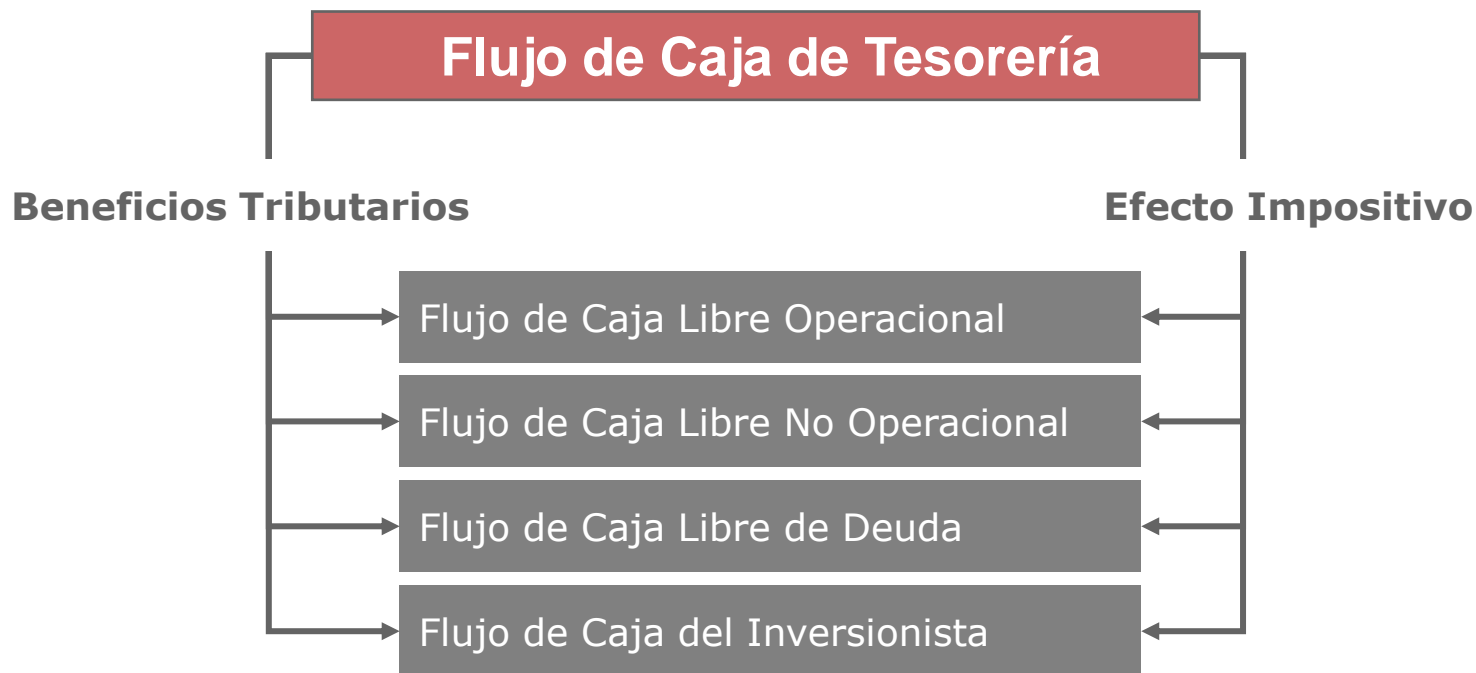 Flujo de Caja de Tesorería
Beneficios Tributarios
Efecto Impositivo
Flujo de Caja Libre Operacional
Flujo de Caja Libre No Operacional
Flujo de Caja Libre de Deuda
Flujo de Caja del Inversionista